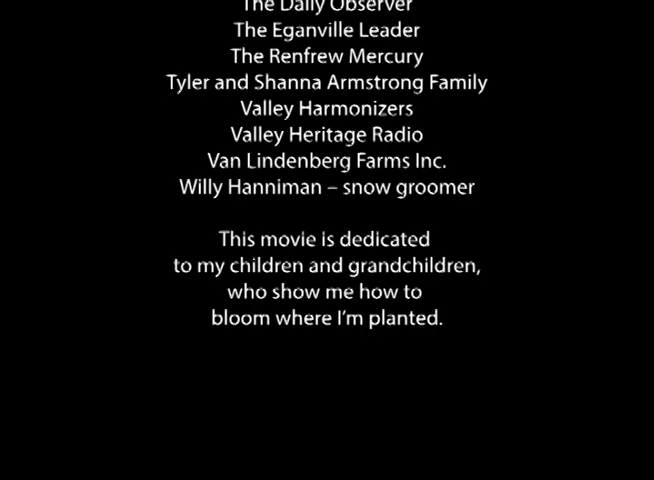 The Daily Observer
The Eganville Leader
The Renfrew Mercury
Tyler and Shanna Armstrong Family
Valley Harmonizers
Valley Heritage Radio
Van Lindenberg Farms Inc.
Willy Hanniman – snow groomer
This movie is dedicated
to my children and grandchildren,
who show me how to
bloom where I’m planted.